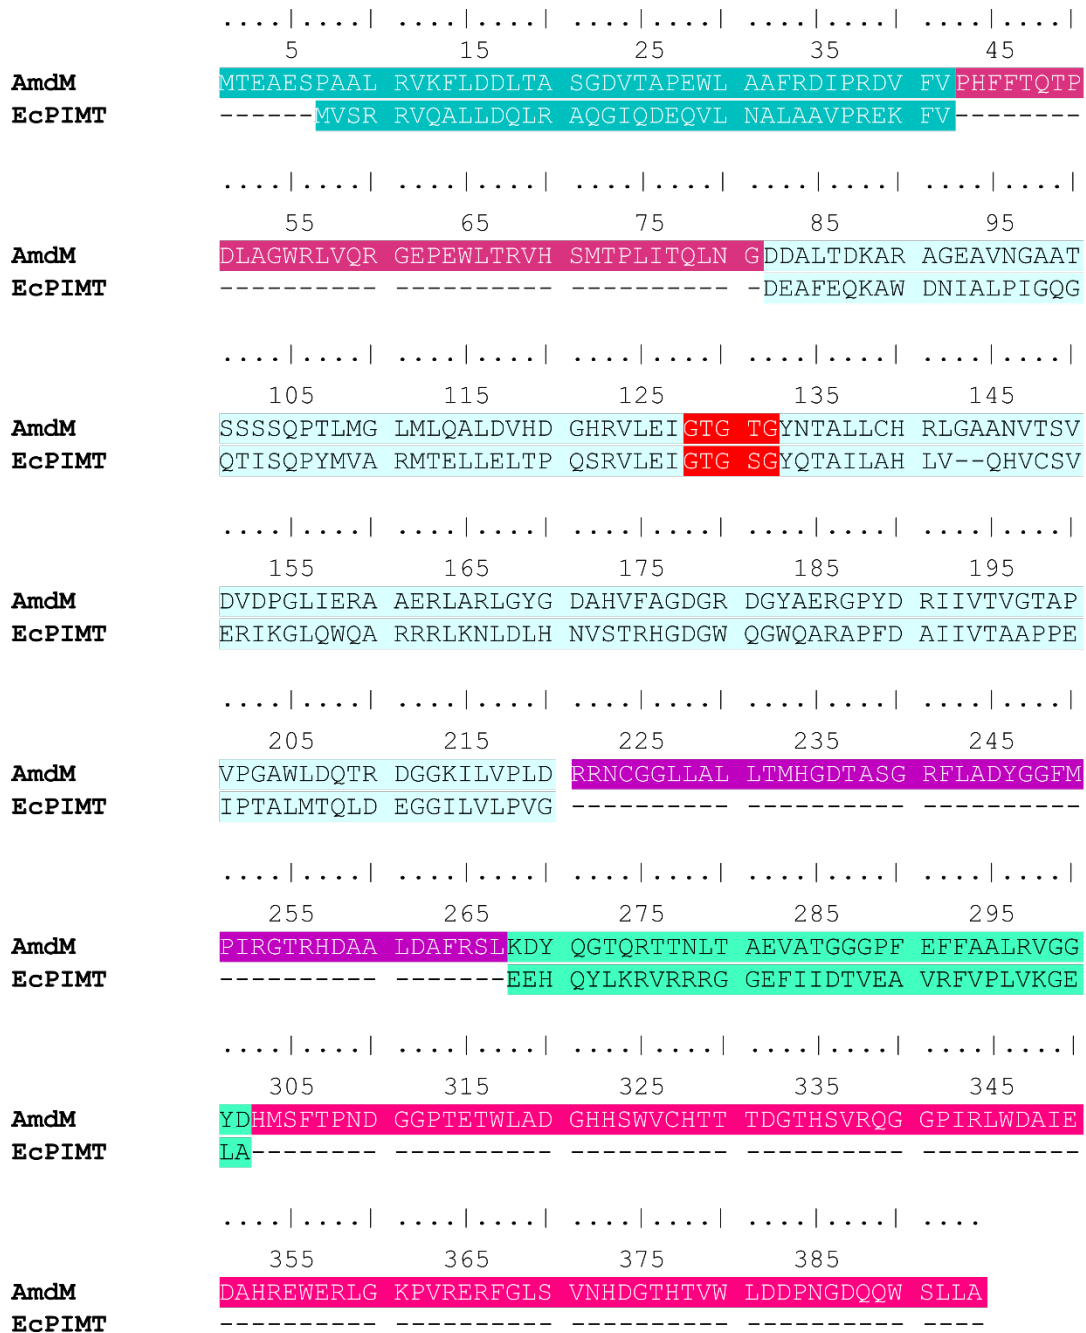 ....|....| ....|....| ....|....| ....|....| ....|....|
5 15 25 35 45
AmdM MTEAESPAAL RVKFLDDLTA SGDVTAPEWL AAFRDIPRDV FVPHFFTQTP
EcPIMT ------MVSR RVQALLDQLR AQGIQDEQVL NALAAVPREK FV--------
....|....| ....|....| ....|....| ....|....| ....|....|
55 65 75 85 95
AmdM DLAGWRLVQR GEPEWLTRVH SMTPLITQLN GDDALTDKAR AGEAVNGAAT
EcPIMT ---------- ---------- ---------- -DEAFEQKAW DNIALPIGQG
....|....| ....|....| ....|....| ....|....| ....|....|
105 115 125 135 145
AmdM SSSSQPTLMG LMLQALDVHD GHRVLEIGTG TGYNTALLCH RLGAANVTSV
EcPIMT QTISQPYMVA RMTELLELTP QSRVLEIGTG SGYQTAILAH LV--QHVCSV
....|....| ....|....| ....|....| ....|....| ....|....|
155 165 175 185 195
AmdM DVDPGLIERA AERLARLGYG DAHVFAGDGR DGYAERGPYD RIIVTVGTAP
EcPIMT ERIKGLQWQA RRRLKNLDLH NVSTRHGDGW QGWQARAPFD AIIVTAAPPE
....|....| ....|....| ....|....| ....|....| ....|....|
205 215 225 235 245
AmdM VPGAWLDQTR DGGKILVPLD RRNCGGLLAL LTMHGDTASG RFLADYGGFM
EcPIMT IPTALMTQLD EGGILVLPVG ---------- ---------- ----------
....|....| ....|....| ....|....| ....|....| ....|....|
255 265 275 285 295
AmdM PIRGTRHDAA LDAFRSLKDY QGTQRTTNLT AEVATGGGPF EFFAALRVGG
EcPIMT ---------- -------EEH QYLKRVRRRG GEFIIDTVEA VRFVPLVKGE
....|....| ....|....| ....|....| ....|....| ....|....|
305 315 325 335 345
AmdM YDHMSFTPND GGPTETWLAD GHHSWVCHTT TDGTHSVRQG GPIRLWDAIE
EcPIMT LA-------- ---------- ---------- ---------- ----------
....|....| ....|....| ....|....| ....|....| ....
355 365 375 385
AmdM DAHREWERLG KPVRERFGLS VNHDGTHTVW LDDPNGDQQW SLLA
EcPIMT ---------- ---------- ---------- ---------- ----